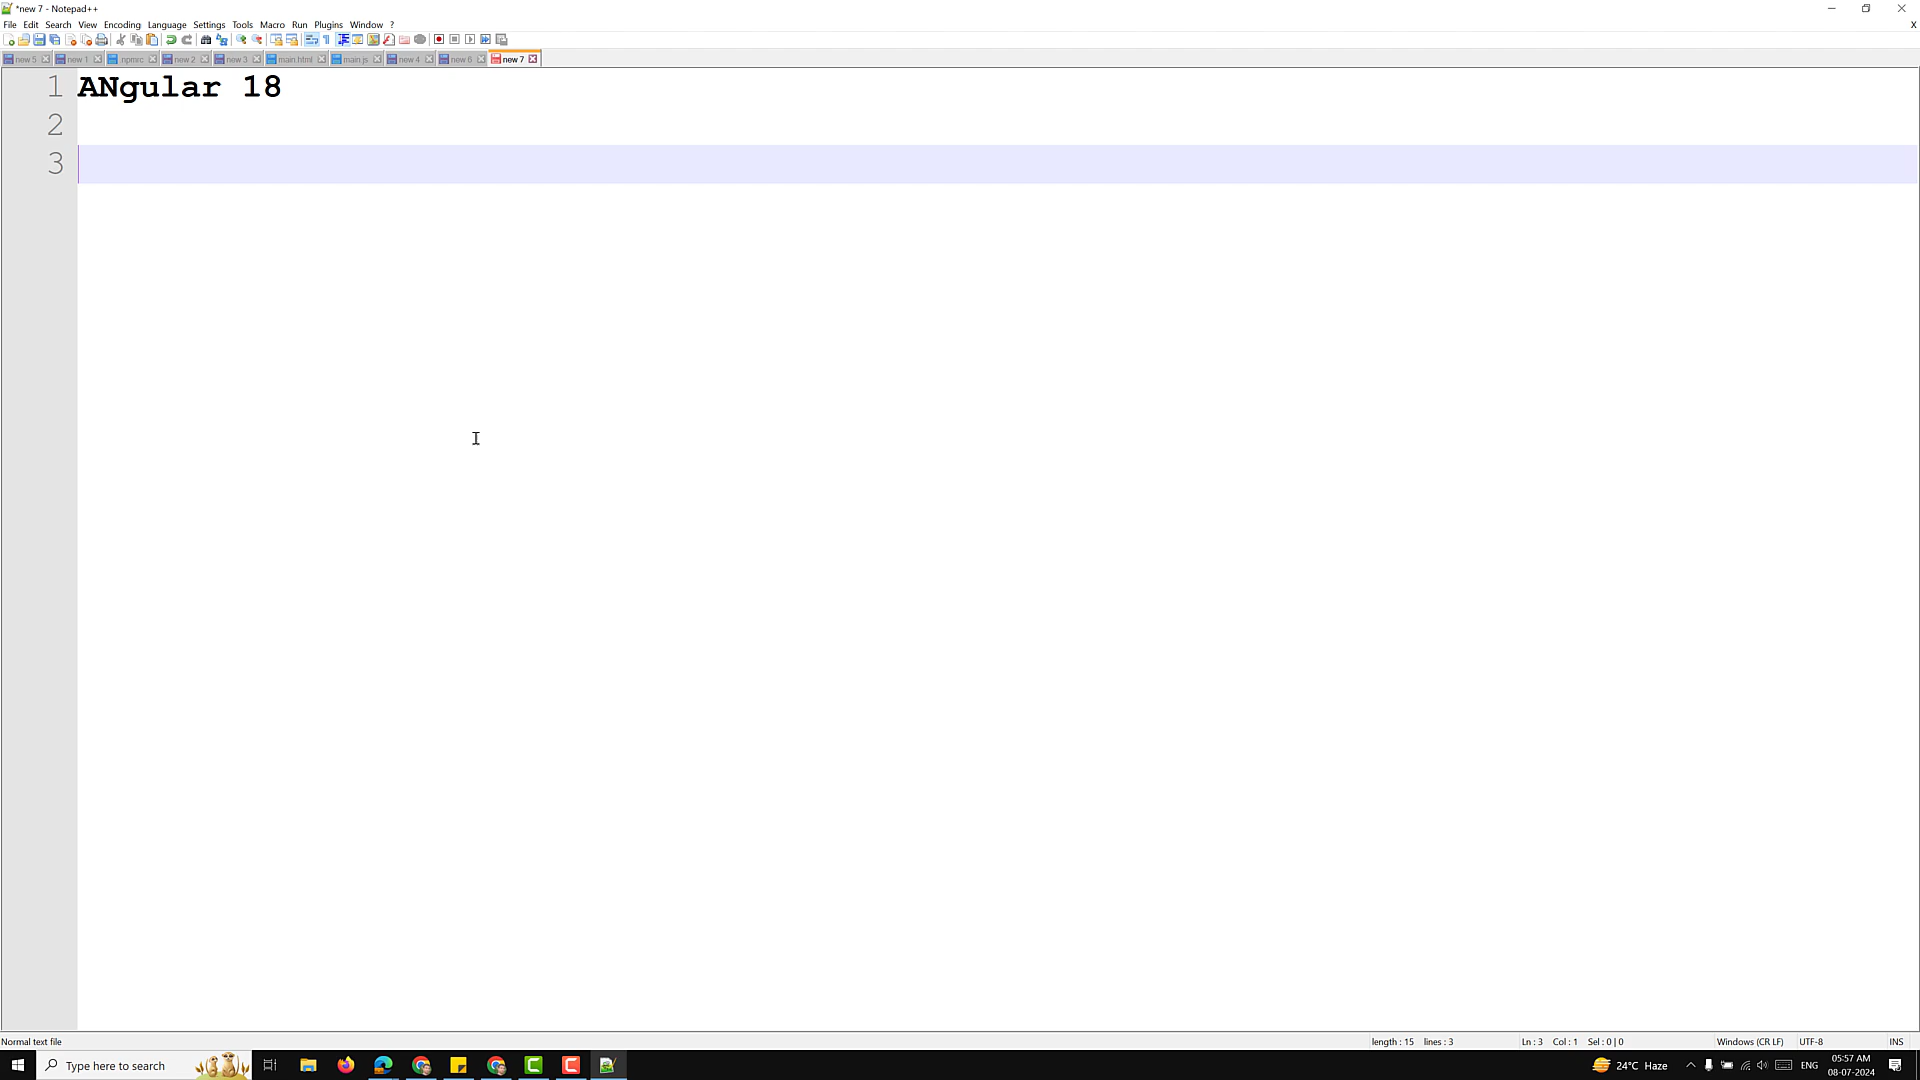 *new 7 - Notepad++
File Edit Search View Encoding Language Settings Tools Macro Run Plugins Window ? X
new 5 new 1 npmrc new 2 new 3 main.html main.js new 4 new 6 new 7
1 ANgular 18
2
3
Normal text file length : 15 lines : 3 Ln : 3 Col : 1 Sel : 0 | 0 Windows (CR LF) UTF-8 INS
Type here to search 24°C Haze ENG 05:57 AM
08-07-2024